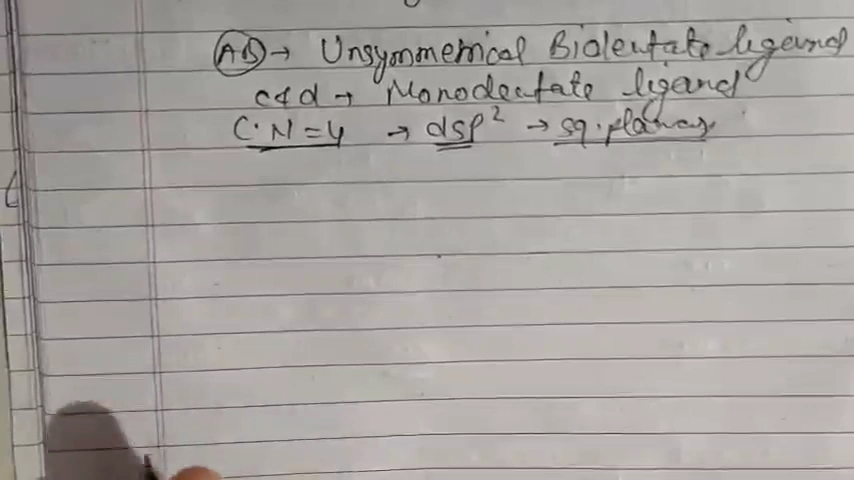 (AB) → Unsymmetrical Bidentate ligand
c & d → Monodentate ligand
C.N = 4 → dsp² → sq. planar